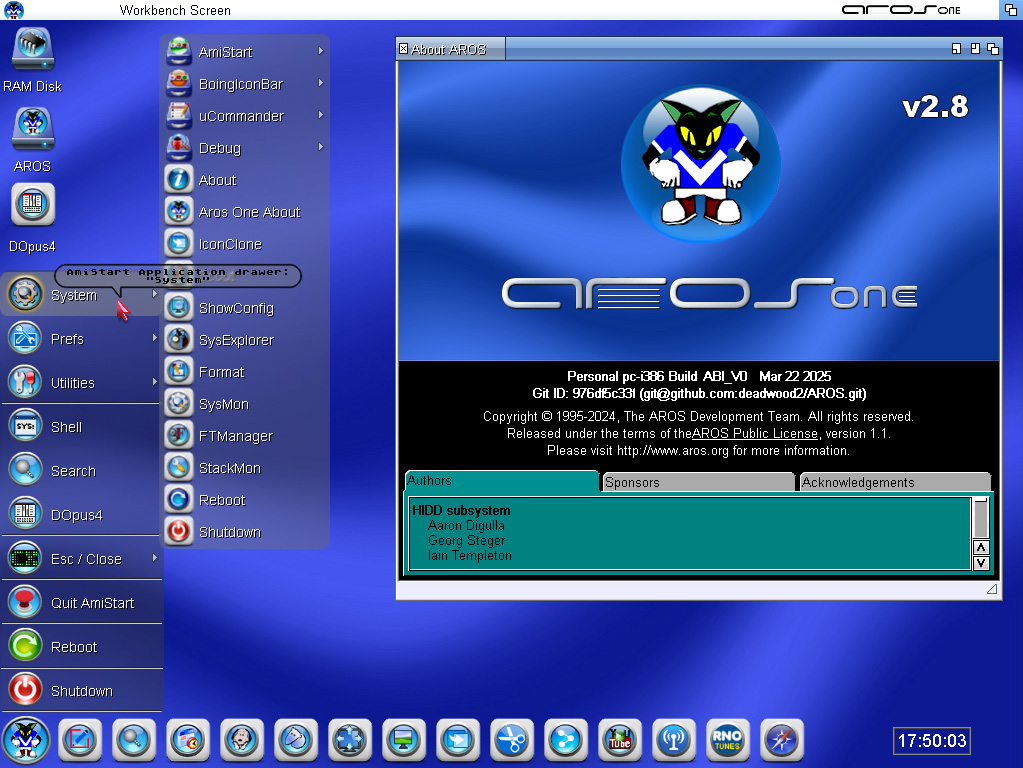 Workbench Screen
AROS ONE
RAM Disk
AROS
DOpus4
AmiStart Application drawer:
"System"
System
Prefs
Utilities
Shell
SYS:
Search
DOpus4
Esc / Close
Quit AmiStart
Reboot
Shutdown
AmiStart
BoingIconBar
uCommander
Debug
About
Aros One About
IconClone
ShowConfig
SysExplorer
Format
SysMon
FTManager
StackMon
Reboot
Shutdown
About AROS
v2.8
AROS ONE
Personal pc-i386 Build ABI_V0 Mar 22 2025
Git ID: 976df5c33f (git@github.com:deadwood2/AROS.git)
Copyright © 1995-2024, The AROS Development Team. All rights reserved.
Released under the terms of theAROS Public License, version 1.1.
Please visit http://www.aros.org for more information.
Authors
Sponsors
Acknowledgements
HIDD subsystem
Aaron Digulla
Georg Steger
Iain Templeton
You
Tube
RNO
TUNES
17:50:03